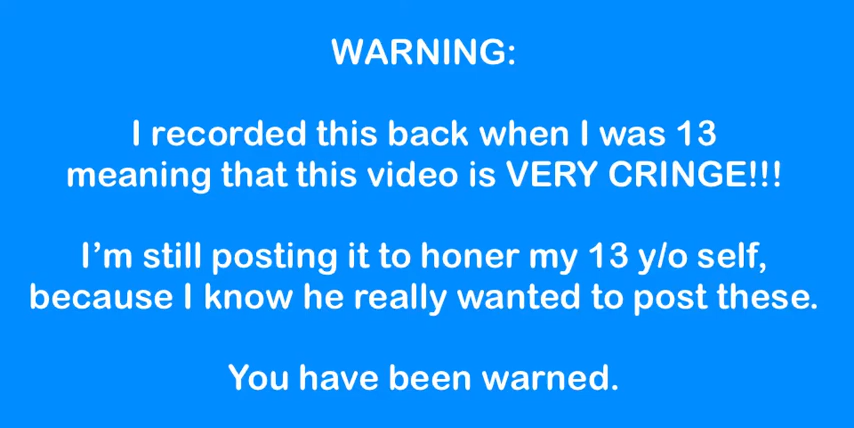 WARNING:
I recorded this back when I was 13
meaning that this video is VERY CRINGE!!!
I’m still posting it to honer my 13 y/o self,
because I know he really wanted to post these.
You have been warned.